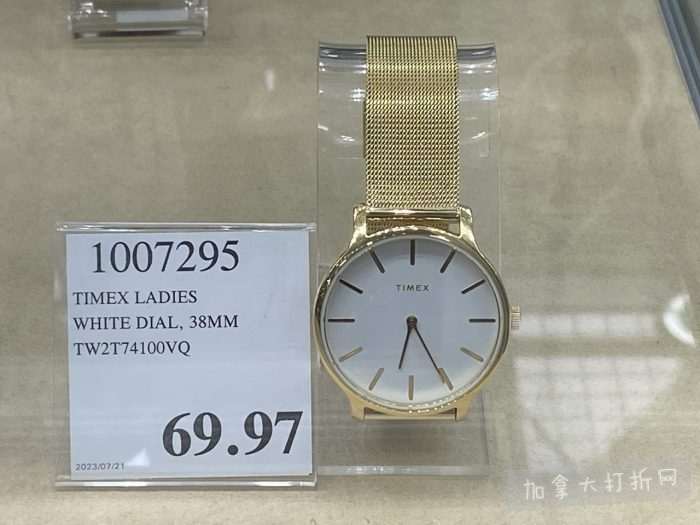 1007295
TIMEX LADIES
WHITE DIAL, 38MM
TW2T74100VQ
69.97
2023/07/21
TIMEX
加拿大打折网